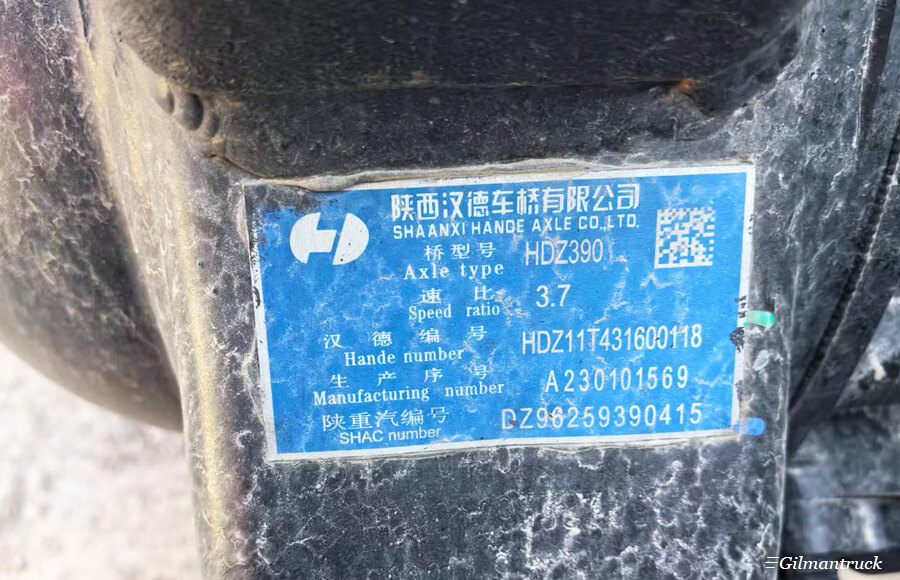 陕西汉德车桥有限公司
SHAANXI HANDE AXLE CO.,LTD.
桥型号 HDZ390
Axle type
速 比 3.7
Speed ratio
汉 德 编 号 HDZ11T431600118
Hande number
生 产 序 号 A230101569
Manufacturing number
陕重汽编号 DZ96259390415
SHAC number
Gilmantruck